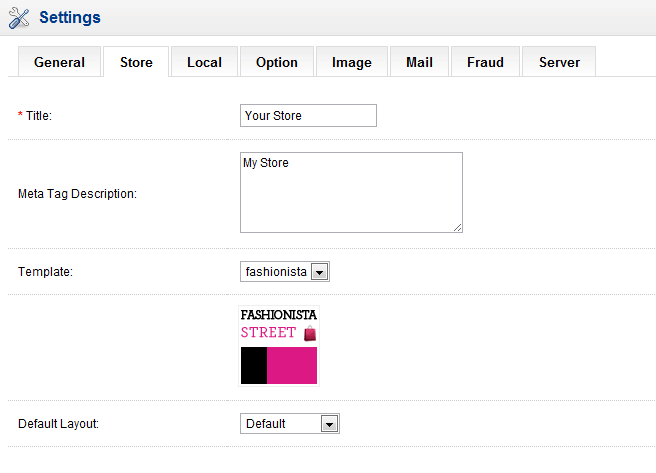 Settings
General Store Local Option Image Mail Fraud Server
* Title: Your Store
Meta Tag Description: My Store
Template: fashionista
FASHIONISTA
STREET
Default Layout: Default